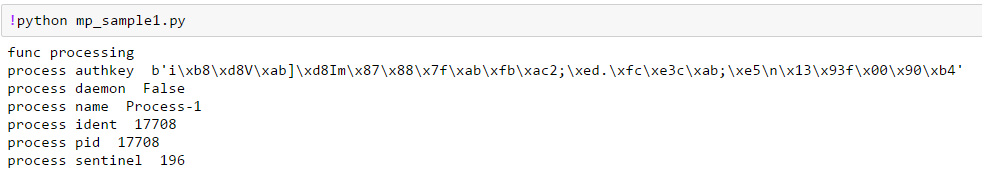 !python mp_sample1.py
func processing
process authkey  b'i\xb8\xd8V\xab]\xd8Im\x87\x88\x7f\xab\xfb\xac2;\xed.\xfc\xe3c\xab;\xe5\n\x13\x93f\x00\x90\xb4'
process daemon  False
process name  Process-1
process ident  17708
process pid  17708
process sentinel  196